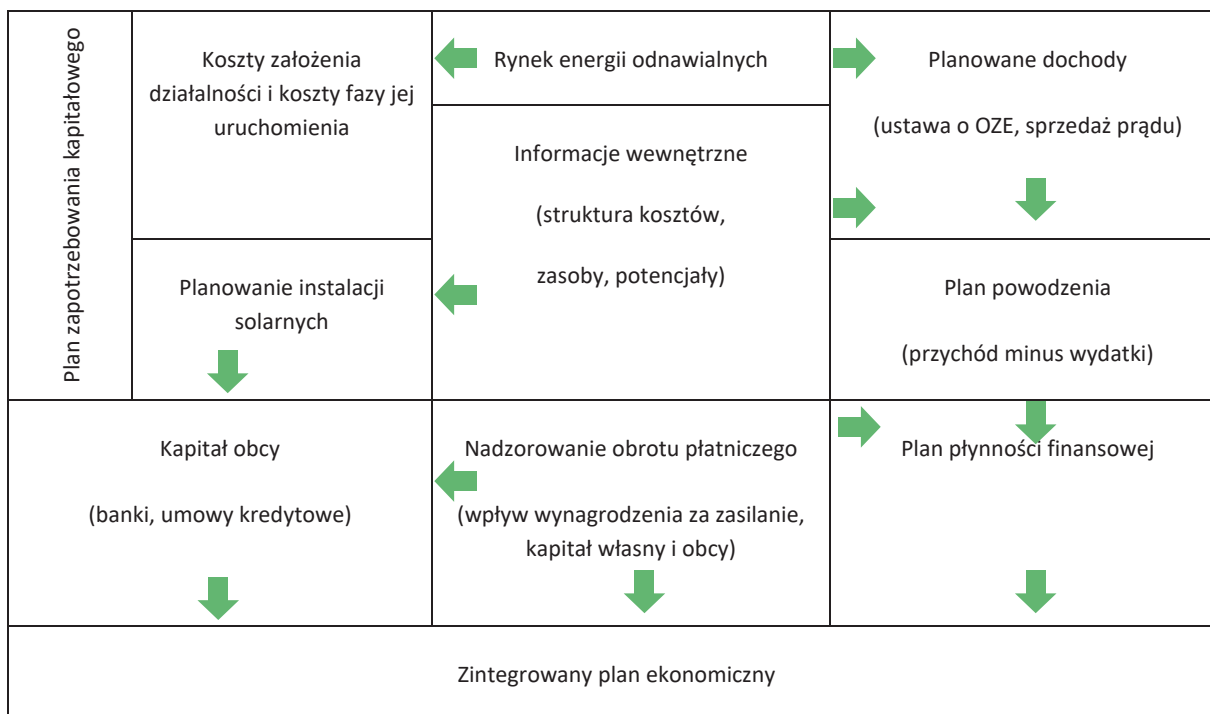 Plan zapotrzebowania kapitałowego
Koszty założenia
działalności i koszty fazy jej
uruchomienia
Rynek energii odnawialnych
Planowane dochody
(ustawa o OZE, sprzedaż prądu)
Informacje wewnętrzne
(struktura kosztów,
zasoby, potencjały)
Planowanie instalacji
solarnych
Plan powodzenia
(przychód minus wydatki)
Kapitał obcy
(banki, umowy kredytowe)
Nadzorowanie obrotu płatniczego
(wpływ wynagrodzenia za zasilanie,
kapitał własny i obcy)
Plan płynności finansowej
Zintegrowany plan ekonomiczny